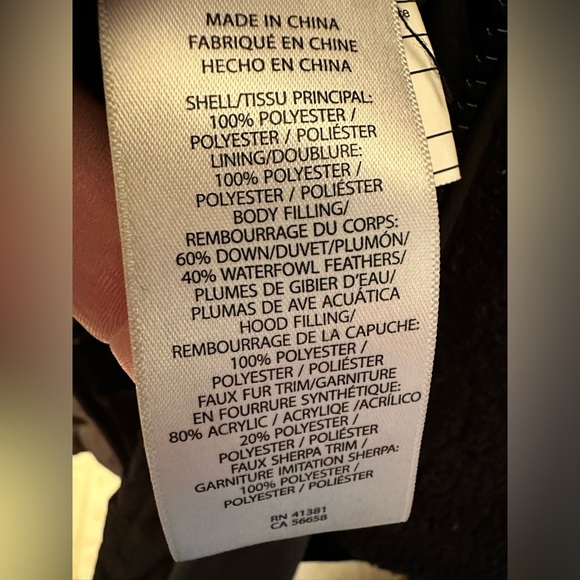 MADE IN CHINA
FABRIQUÉ EN CHINE
HECHO EN CHINA
SHELL/TISSU PRINCIPAL:
100% POLYESTER /
POLYESTER / POLIÉSTER
LINING/DOUBLURE:
100% POLYESTER /
POLYESTER / POLIÉSTER
BODY FILLING/
REMBOURRAGE DU CORPS:
60% DOWN/DUVET/PLUMÓN/
40% WATERFOWL FEATHERS/
PLUMES DE GIBIER D'EAU/
PLUMAS DE AVE ACUÁTICA
HOOD FILLING/
REMBOURRAGE DE LA CAPUCHE:
100% POLYESTER /
POLYESTER / POLIÉSTER
FAUX FUR TRIM/GARNITURE
EN FOURRURE SYNTHÉTIQUE:
80% ACRYLIC / ACRYLIQE /ACRÍLICO
20% POLYESTER /
POLYESTER / POLIÉSTER
FAUX SHERPA TRIM /
GARNITURE IMITATION SHERPA:
100% POLYESTER /
POLYESTER / POLIÉSTER
RN 41381
CA 56658